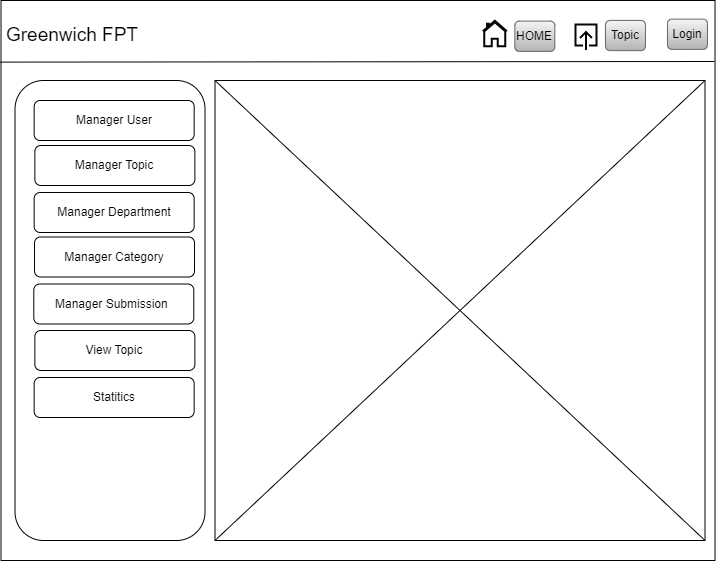 Greenwich FPT
HOME
Topic
Login
Manager User
Manager Topic
Manager Department
Manager Category
Manager Submission
View Topic
Statitics